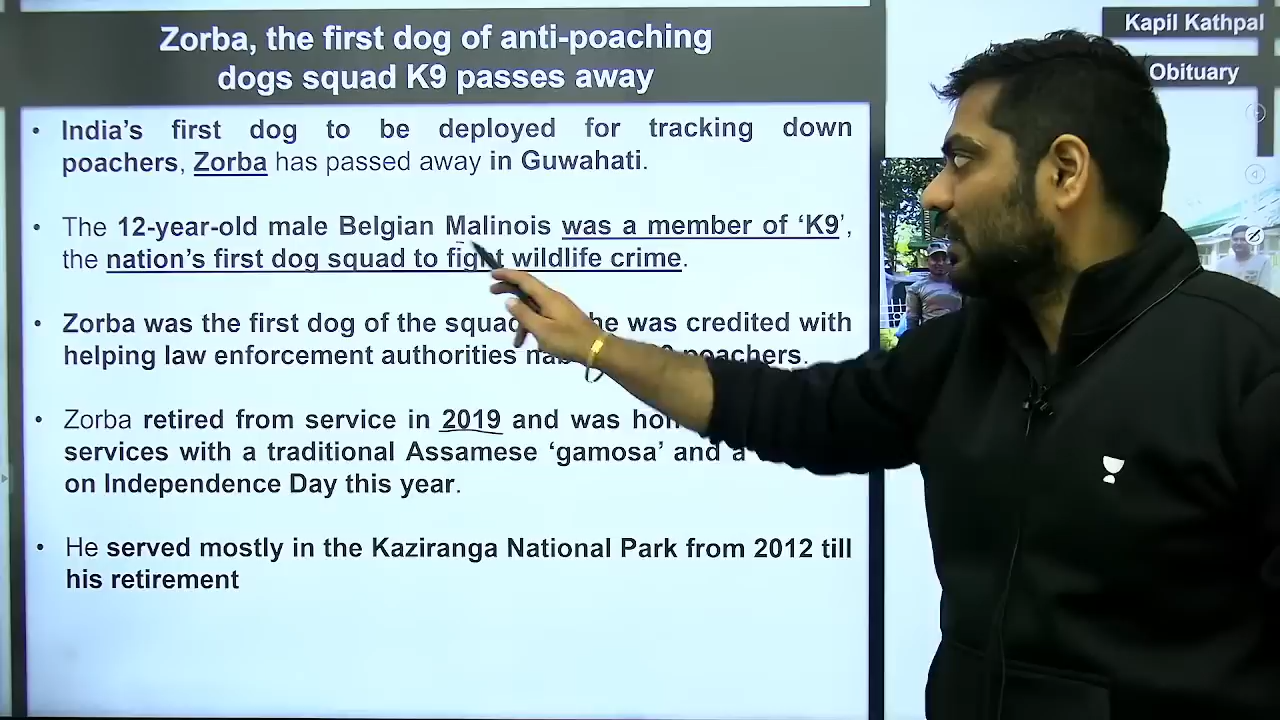 Zorba, the first dog of anti-poaching
dogs squad K9 passes away
Kapil Kathpal
Obituary
• India’s first dog to be deployed for tracking down
poachers, Zorba has passed away in Guwahati.
• The 12-year-old male Belgian Malinois was a member of ‘K9’,
the nation’s first dog squad to fight wildlife crime.
• Zorba was the first dog of the squad he was credited with
helping law enforcement authorities poachers.
• Zorba retired from service in 2019 and was
services with a traditional Assamese ‘gamosa’ and a
on Independence Day this year.
• He served mostly in the Kaziranga National Park from 2012 till
his retirement